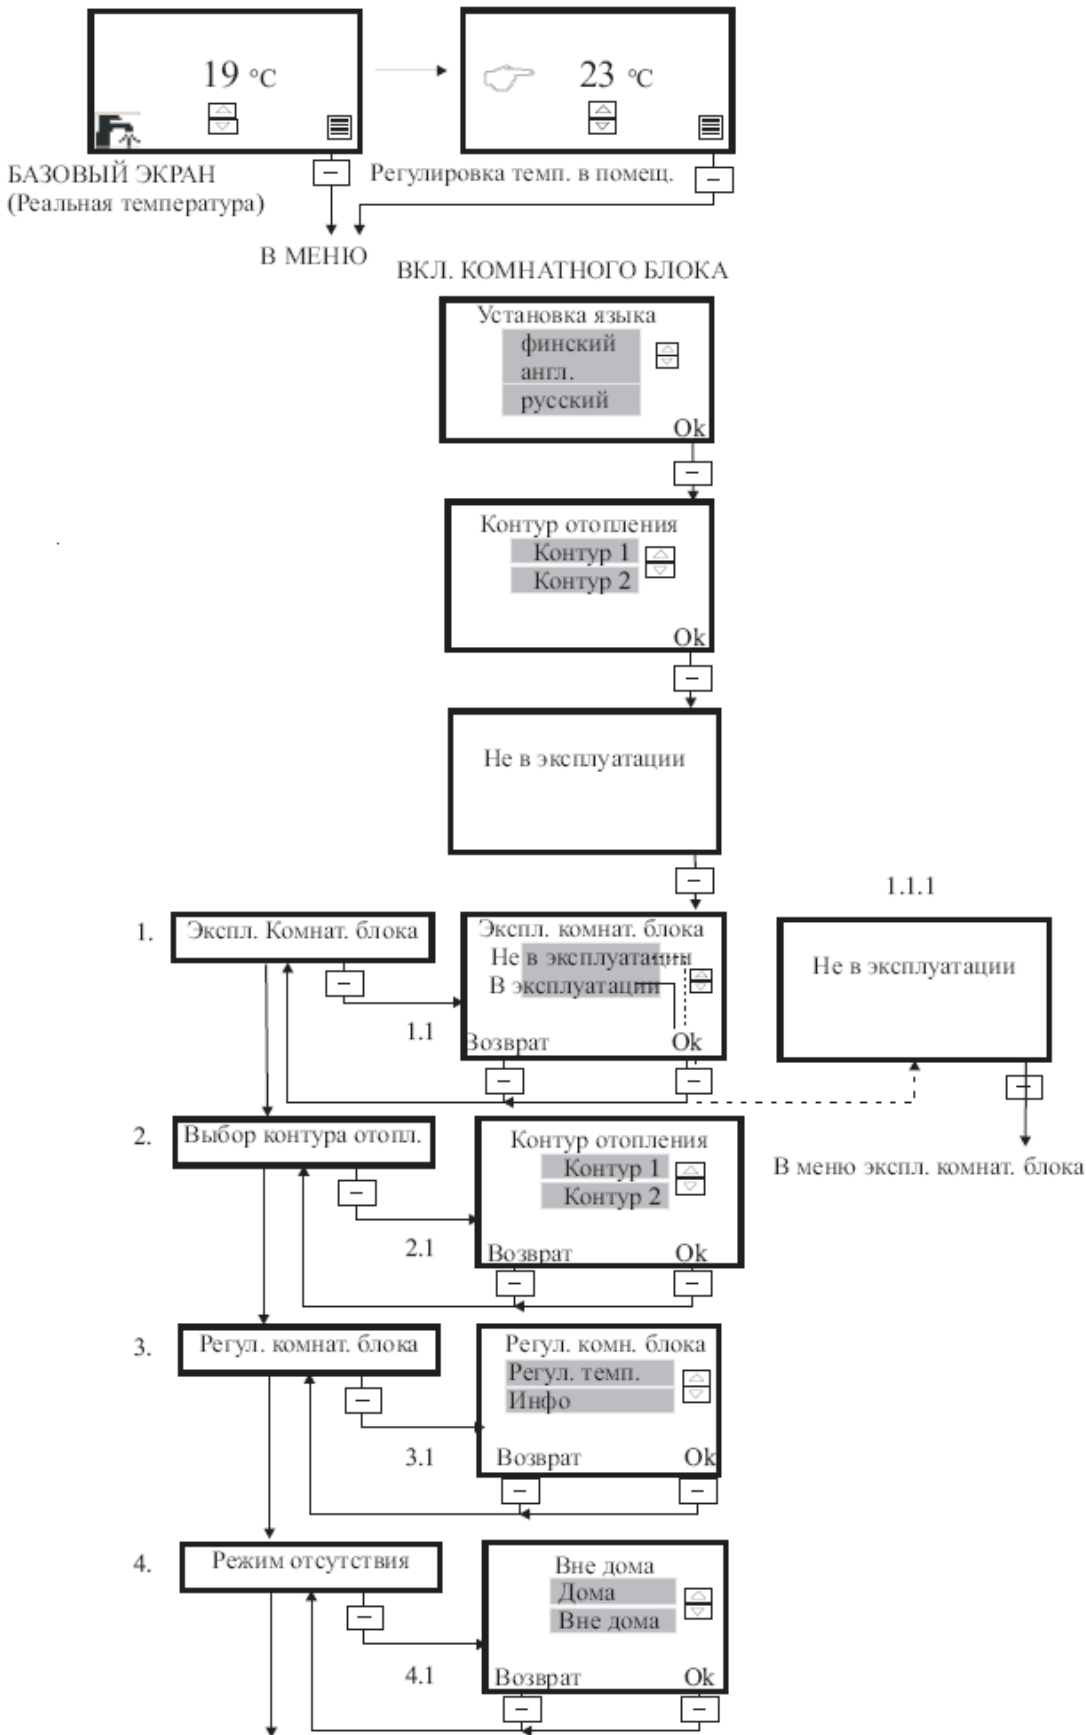 19 °C
23 °C
БАЗОВЫЙ ЭКРАН
(Реальная температура)
Регулировка темп. в помещ.
В МЕНЮ
ВКЛ. КОМНАТНОГО БЛОКА
Установка языка
финский
англ.
русский
Ok
Контур отопления
Контур 1
Контур 2
Ok
Не в эксплуатации
1.
Экспл. Комнат. блока
1.1
Экспл. комнат. блока
Не в эксплуатации
В эксплуатации
Возврат Ok
1.1.1
Не в эксплуатации
В меню экспл. комнат. блока
2.
Выбор контура отопл.
2.1
Контур отопления
Контур 1
Контур 2
Возврат Ok
3.
Регул. комнат. блока
3.1
Регул. комн. блока
Регул. темп.
Инфо
Возврат Ok
4.
Режим отсутствия
4.1
Вне дома
Дома
Вне дома
Возврат Ok